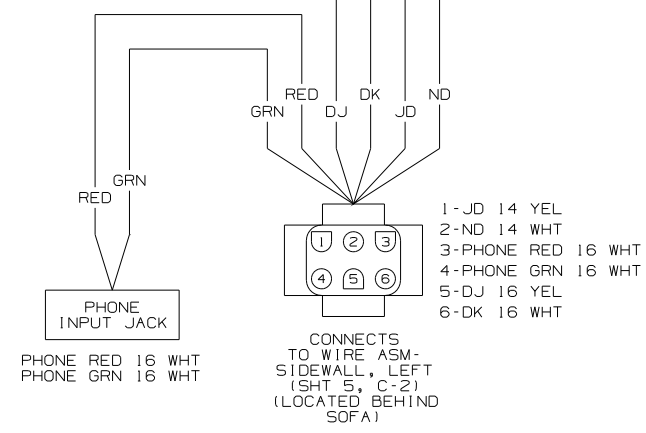 RED
DK
ND
GRN
DJ
JD
GRN
RED
1-JD 14 YEL
2-ND 14 WHT
3-PHONE RED 16 WHT
4-PHONE GRN 16 WHT
5-DJ 16 YEL
6-DK 16 WHT
1 2 3
4 5 6
PHONE
INPUT JACK
PHONE RED 16 WHT
PHONE GRN 16 WHT
CONNECTS
TO WIRE ASM-
SIDEWALL, LEFT
(SHT 5, C-2)
(LOCATED BEHIND
SOFA)